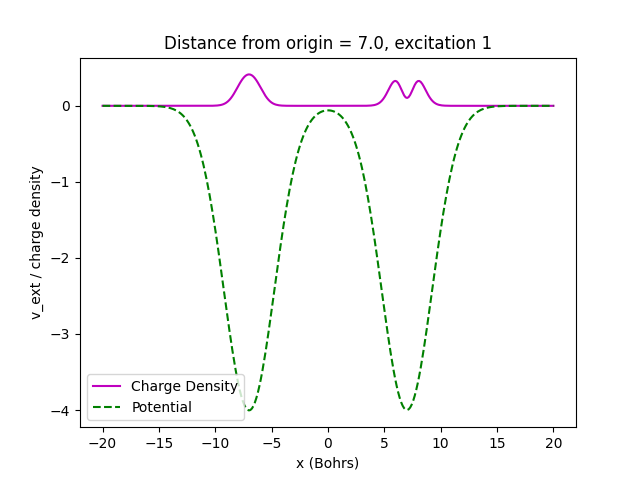 Distance from origin = 7.0, excitation 1
v_ext / charge density
0
−1
−2
−3
−4
Charge Density
Potential
−20
−15
−10
−5
0
5
10
15
20
x (Bohrs)